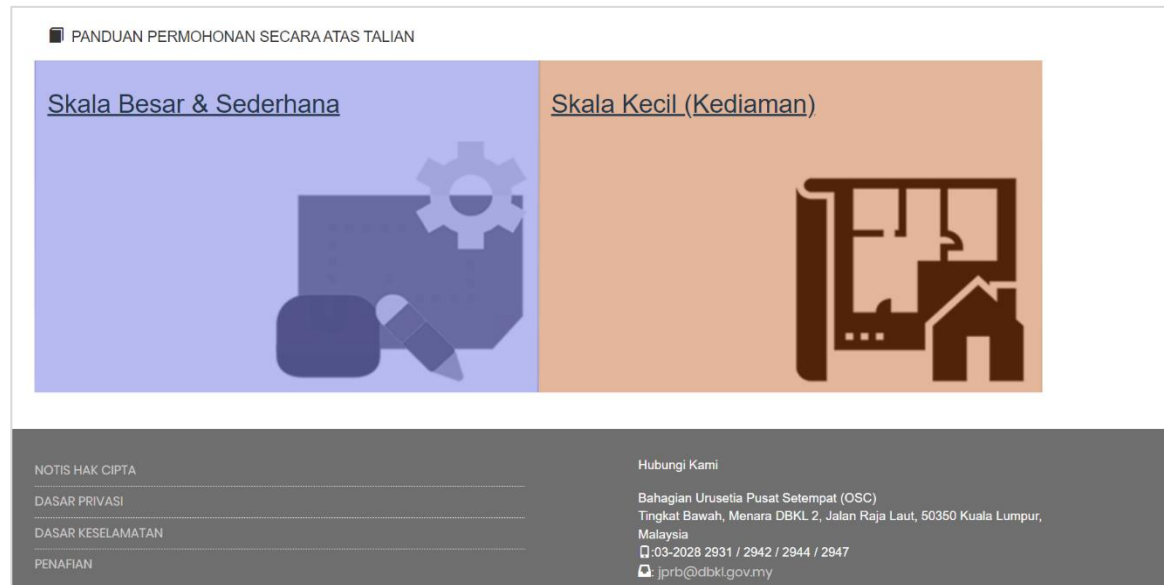 PANDUAN PERMOHONAN SECARA ATAS TALIAN
Skala Besar & Sederhana
Skala Kecil (Kediaman)
NOTIS HAK CIPTA
DASAR PRIVASI
DASAR KESELAMATAN
PENAFIAN
Hubungi Kami
Bahagian Urusetia Pusat Setempat (OSC)
Tingkat Bawah, Menara DBKL 2, Jalan Raja Laut, 50350 Kuala Lumpur,
Malaysia
:03-2028 2931 / 2942 / 2944 / 2947
: jprb@dbkl.gov.my